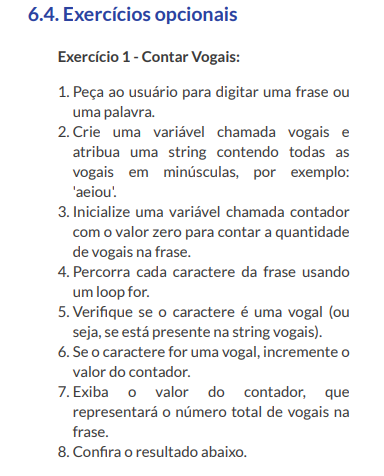 6.4. Exercícios opcionais
Exercício 1 - Contar Vogais:
1. Peça ao usuário para digitar uma frase ou
uma palavra.
2. Crie uma variável chamada vogais e
atribua uma string contendo todas as
vogais em minúsculas, por exemplo:
'aeiou'.
3. Inicialize uma variável chamada contador
com o valor zero para contar a quantidade
de vogais na frase.
4. Percorra cada caractere da frase usando
um loop for.
5. Verifique se o caractere é uma vogal (ou
seja, se está presente na string vogais).
6. Se o caractere for uma vogal, incremente o
valor do contador.
7. Exiba o valor do contador, que
representará o número total de vogais na
frase.
8. Confira o resultado abaixo.